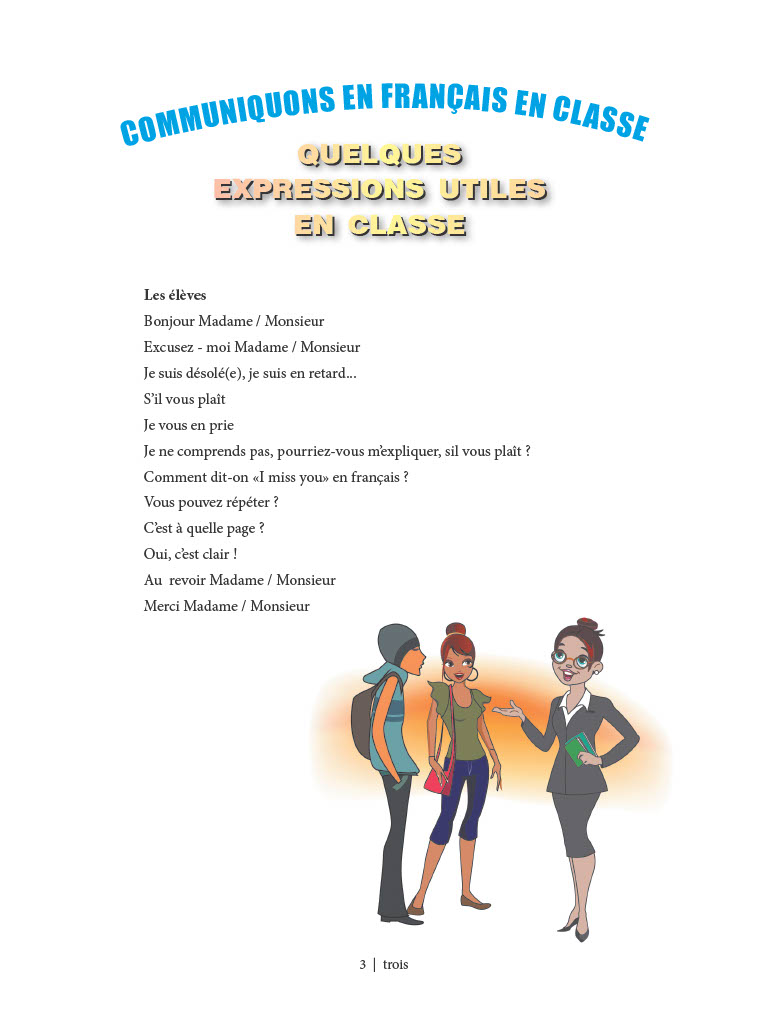 COMMUNIQUONS EN FRANÇAIS EN CLASSE
QUELQUES
EXPRESSIONS UTILES
EN CLASSE
Les élèves
Bonjour Madame / Monsieur
Excusez - moi Madame / Monsieur
Je suis désolé(e), je suis en retard...
S'il vous plaît
Je vous en prie
Je ne comprends pas, pourriez-vous m'expliquer, sil vous plaît ?
Comment dit-on «I miss you» en français ?
Vous pouvez répéter ?
C'est à quelle page ?
Oui, c'est clair !
Au revoir Madame / Monsieur
Merci Madame / Monsieur
3 | trois